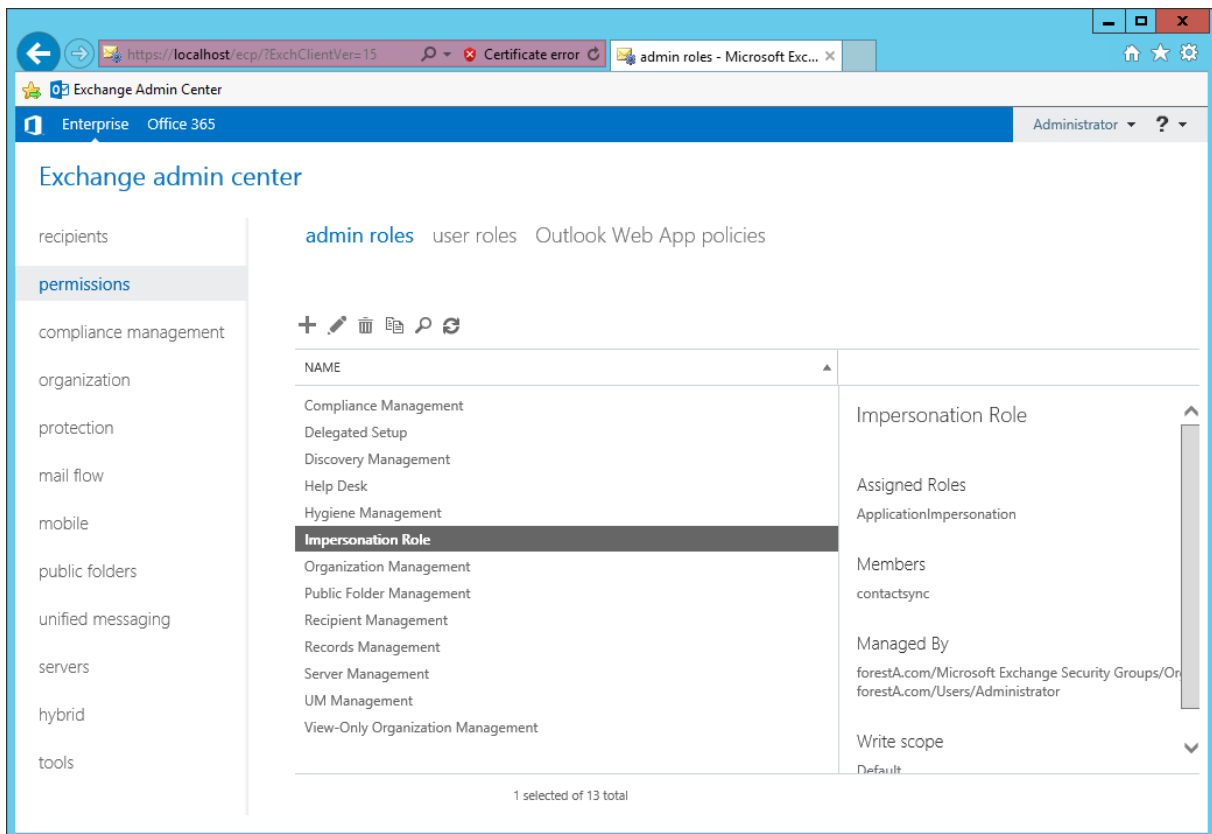 https://localhost/ecp/?ExchClientVer=15
Certificate error
admin roles - Microsoft Exc...
Exchange Admin Center
Enterprise Office 365
Administrator ?
Exchange admin center
recipients
permissions
compliance management
organization
protection
mail flow
mobile
public folders
unified messaging
servers
hybrid
tools
admin roles user roles Outlook Web App policies
NAME
Compliance Management
Delegated Setup
Discovery Management
Help Desk
Hygiene Management
Impersonation Role
Organization Management
Public Folder Management
Recipient Management
Records Management
Server Management
UM Management
View-Only Organization Management
1 selected of 13 total
Impersonation Role
Assigned Roles
ApplicationImpersonation
Members
contactsync
Managed By
forestA.com/Microsoft Exchange Security Groups/Or
forestA.com/Users/Administrator
Write scope
Default